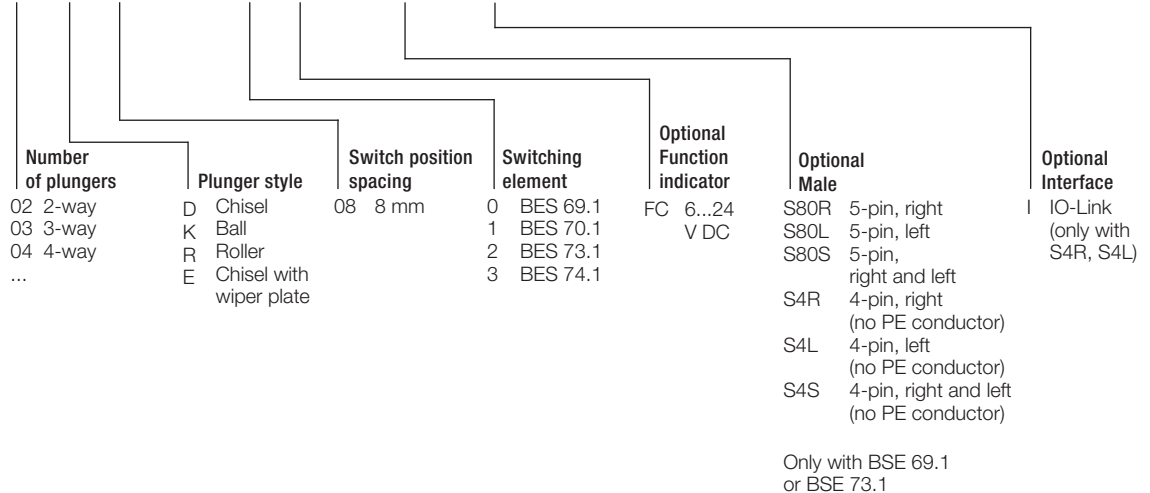 Number
of plungers
02 2-way
03 3-way
04 4-way
...
Plunger style
D Chisel
K Ball
R Roller
E Chisel with
wiper plate
Switch position
spacing
08 8 mm
Switching
element
0 BES 69.1
1 BES 70.1
2 BES 73.1
3 BES 74.1
Optional
Function
indicator
FC 6...24
V DC
Optional
Male
S80R 5-pin, right
S80L 5-pin, left
S80S 5-pin,
right and left
S4R 4-pin, right
(no PE conductor)
S4L 4-pin, left
(no PE conductor)
S4S 4-pin, right and left
(no PE conductor)
Only with BSE 69.1
or BSE 73.1
Optional
Interface
I IO-Link
(only with
S4R, S4L)